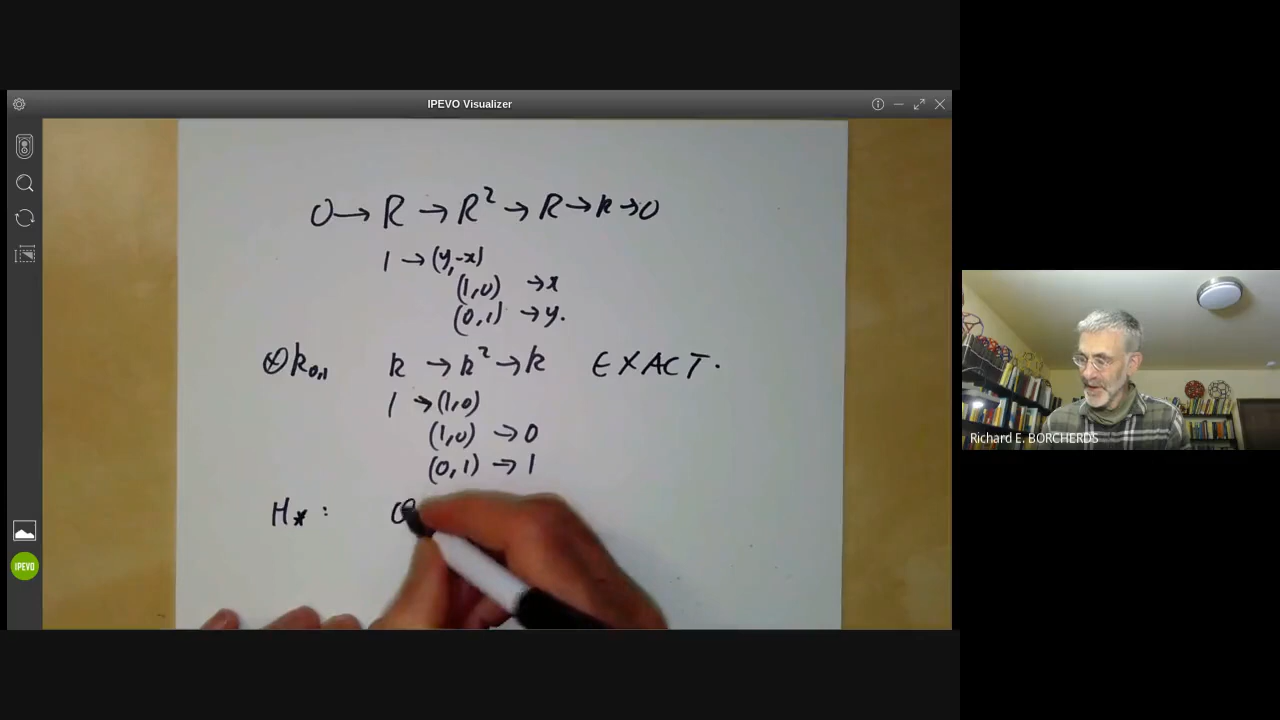 IPEVO Visualizer
0 → R → R² → R → k → 0
1 → (y, -x)
(1,0) → x
(0,1) → y.
⊗k₀,₁ k → k² → k EXACT.
1 → (1,0)
(1,0) → 0
(0,1) → 1
H* : 0
Richard E. BORCHERDS
IPEVO